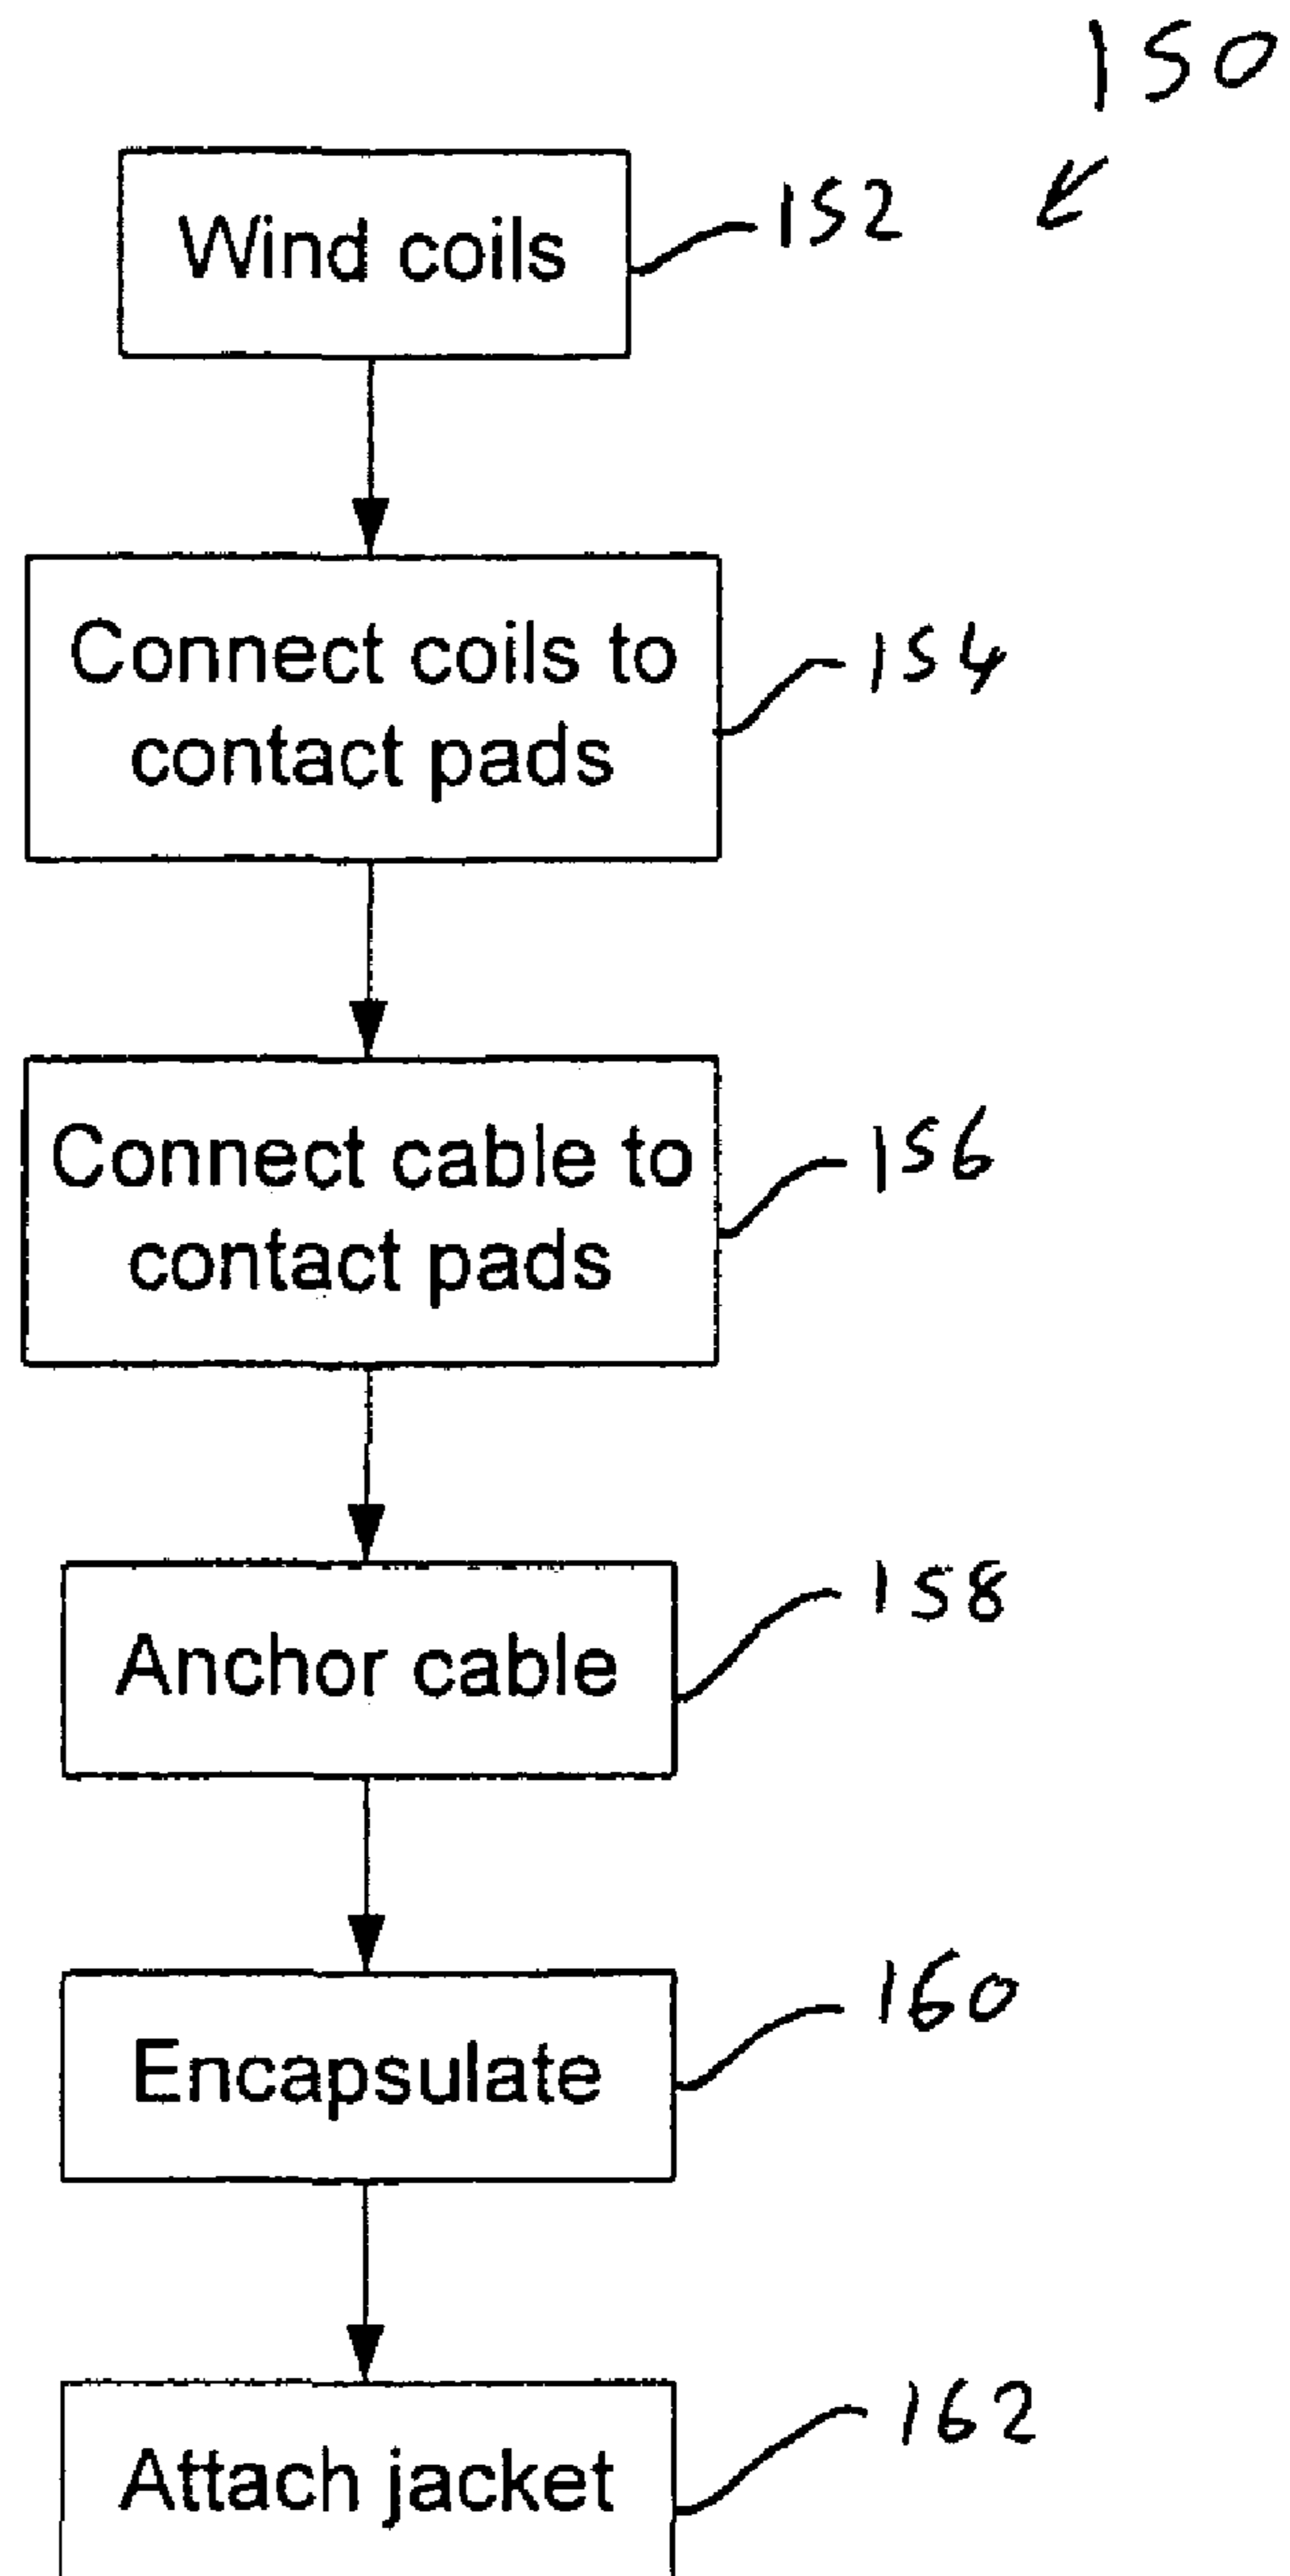 150
Wind coils
152
Connect coils to
contact pads
154
Connect cable to
contact pads
156
Anchor cable
158
Encapsulate
160
Attach jacket
162